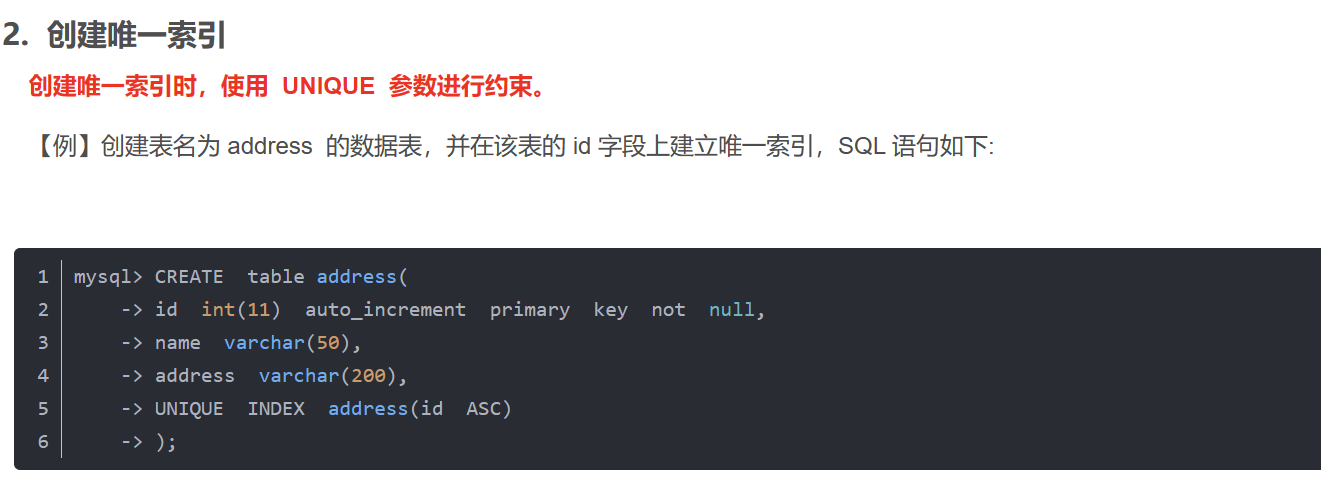 2. 创建唯一索引
创建唯一索引时，使用 UNIQUE 参数进行约束。
【例】创建表名为 address 的数据表，并在该表的 id 字段上建立唯一索引，SQL 语句如下:
1 mysql> CREATE table address(
2 -> id int(11) auto_increment primary key not null,
3 -> name varchar(50),
4 -> address varchar(200),
5 -> UNIQUE INDEX address(id ASC)
6 -> );